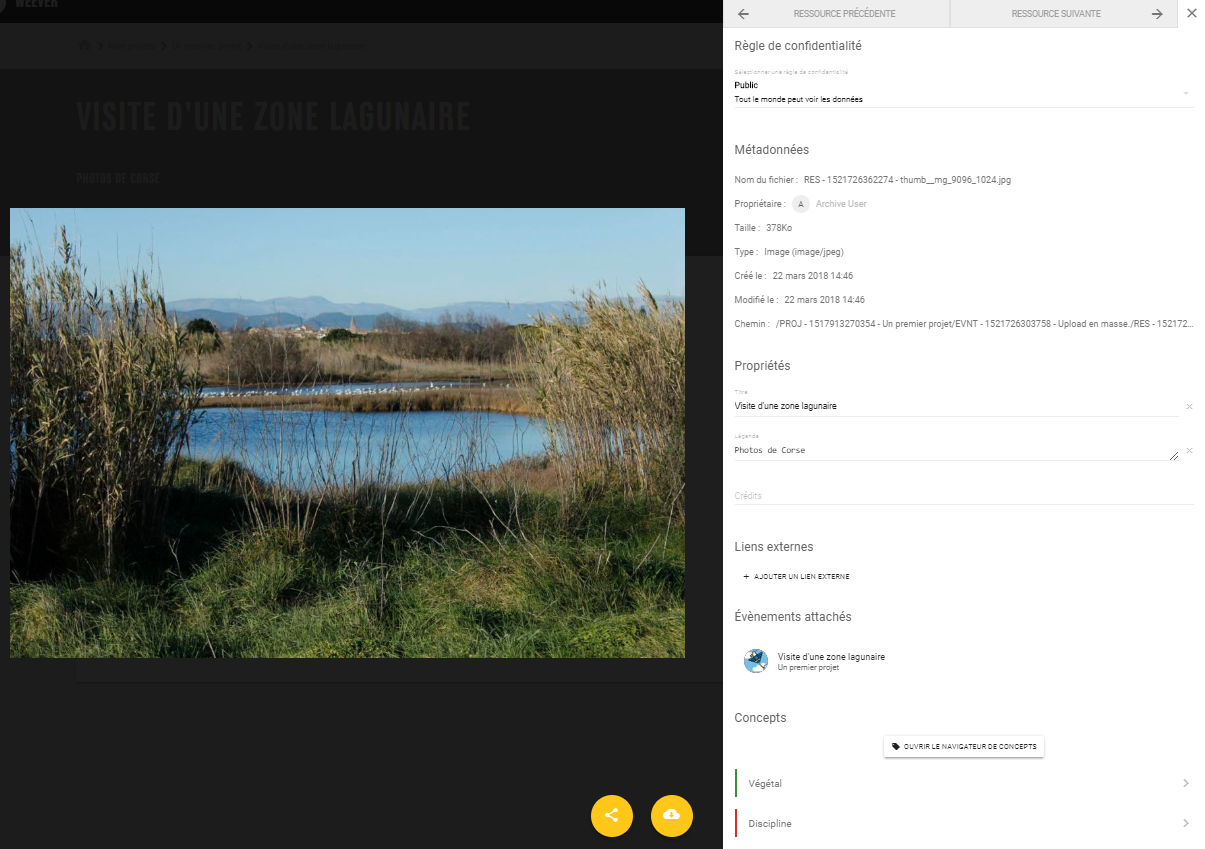 WEEVER
VISITE D'UNE ZONE LAGUNAIRE
PHOTOS DE CORSE
RESSOURCE PRÉCÉDENTE
RESSOURCE SUIVANTE
Règle de confidentialité
Sélectionner une règle de confidentialité
Public
Tout le monde peut voir les données
Métadonnées
Nom du fichier : RES - 1521726362274 - thumb__mg_9096_1024.jpg
Propriétaire : A Archive User
Taille : 378Ko
Type : Image (image/jpeg)
Créé le : 22 mars 2018 14:46
Modifié le : 22 mars 2018 14:46
Chemin : /PROJ - 1517913270354 - Un premier projet/EVNT - 1521726303758 - Upload en masse./RES - 152172...
Propriétés
Titre
Visite d'une zone lagunaire
Légende
Photos de Corse
Crédits
Liens externes
+ AJOUTER UN LIEN EXTERNE
Évènements attachés
Visite d'une zone lagunaire
Un premier projet
Concepts
OUVRIR LE NAVIGATEUR DE CONCEPTS
Végétal
Discipline